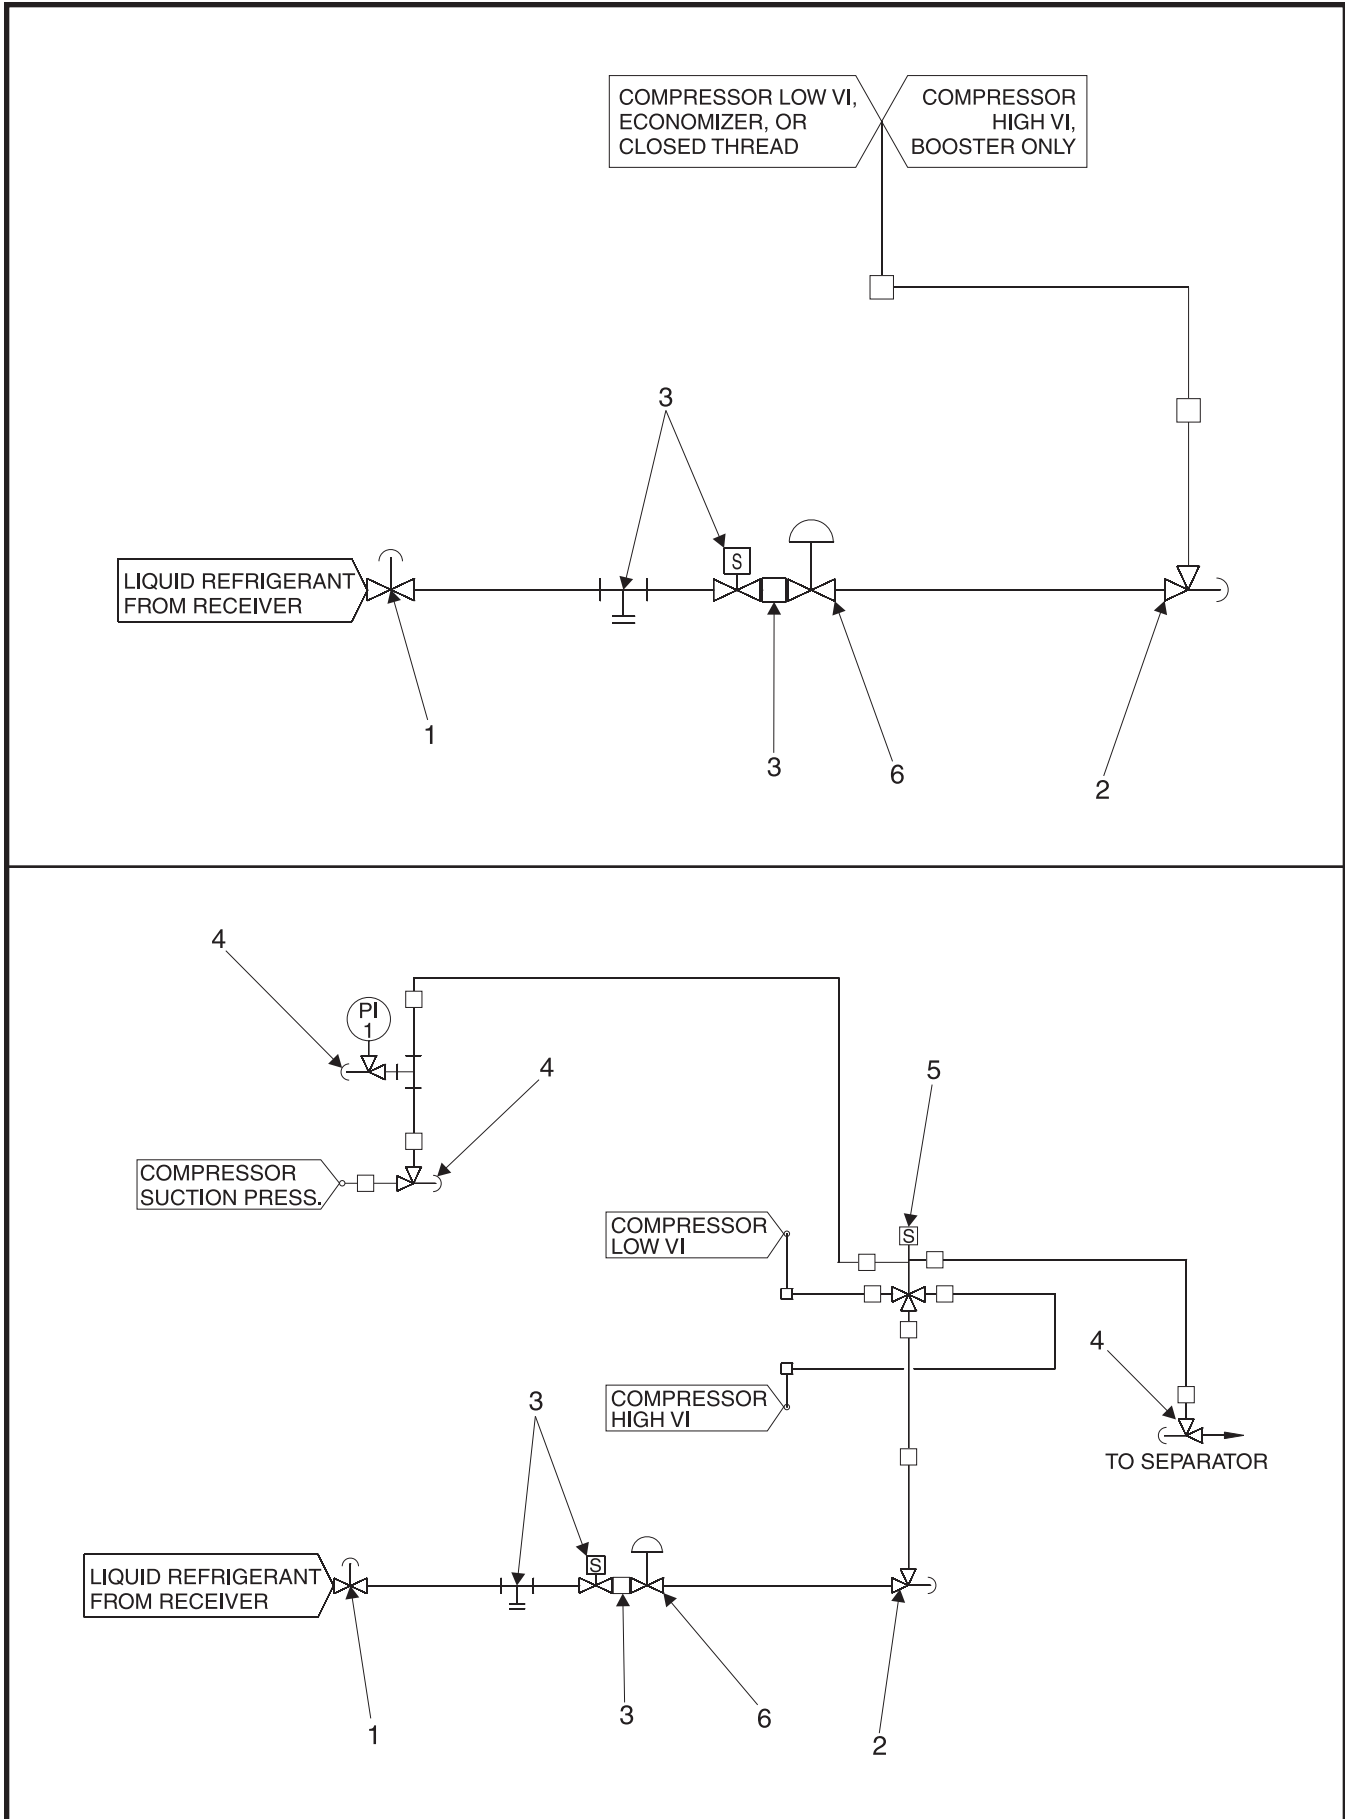 COMPRESSOR LOW VI,
ECONOMIZER, OR
CLOSED THREAD
COMPRESSOR
HIGH VI,
BOOSTER ONLY
3
S
LIQUID REFRIGERANT
FROM RECEIVER
1
3
6
2
4
PI
1
4
5
COMPRESSOR
SUCTION PRESS.
COMPRESSOR
LOW VI
S
4
COMPRESSOR
HIGH VI
3
TO SEPARATOR
S
LIQUID REFRIGERANT
FROM RECEIVER
1
3
6
2